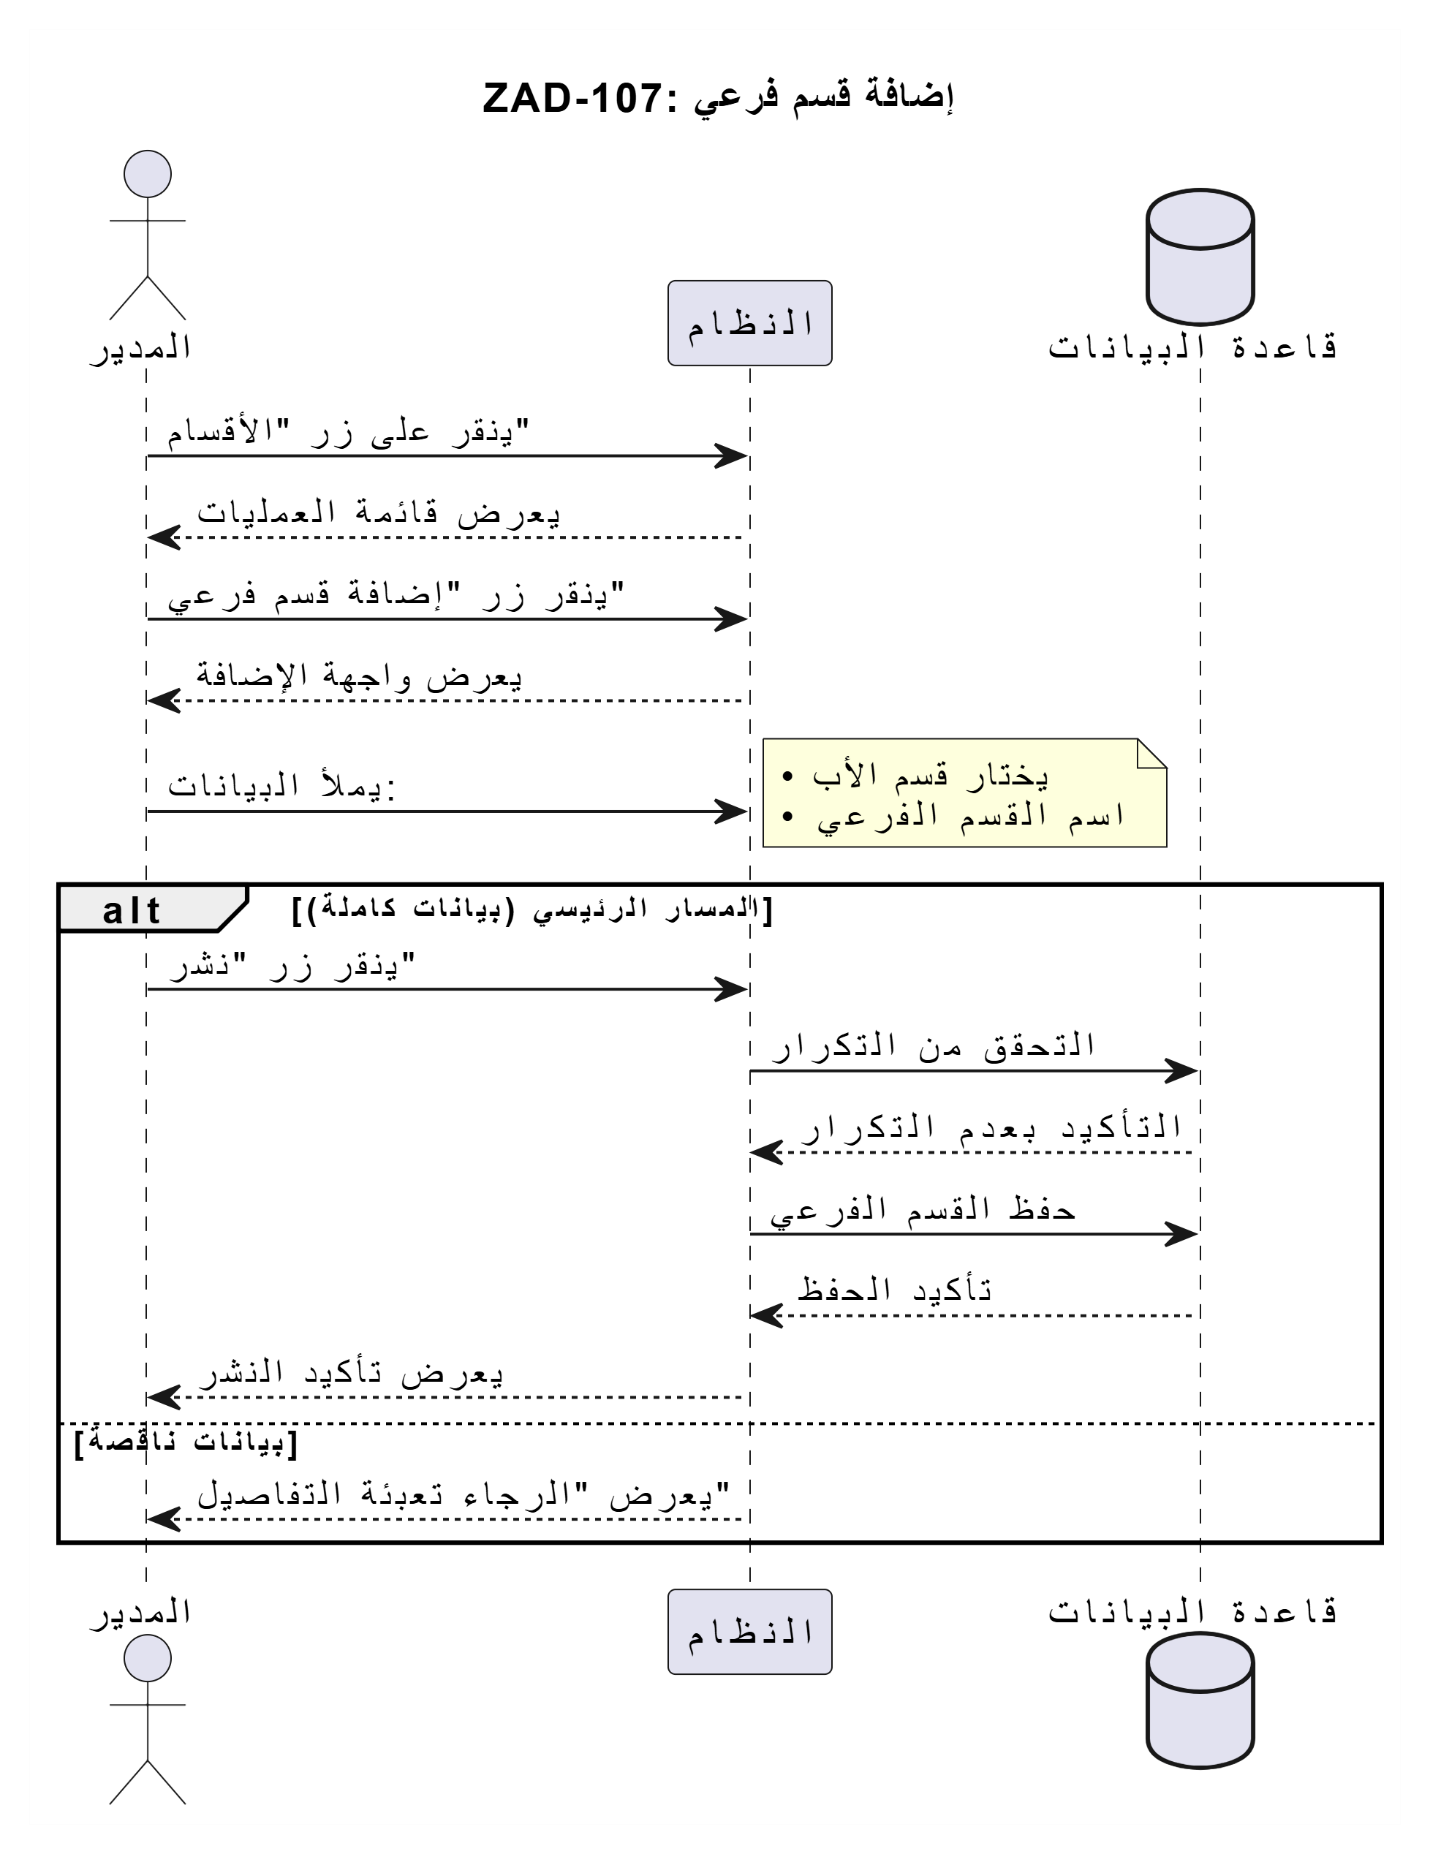 ZAD-107: إضافة قسم فرعي
المدير
النظام
قاعدة البيانات
ينقر على زر "الأقسام"
يعرض قائمة العمليات
ينقر زر "إضافة قسم فرعي"
يعرض واجهة الإضافة
يملأ البيانات:
• يختار قسم الأب
• اسم القسم الفرعي
alt
[المسار الرئيسي (بيانات كاملة)]
ينقر زر "نشر"
التحقق من التكرار
التأكيد بعدم التكرار
حفظ القسم الفرعي
تأكيد الحفظ
يعرض تأكيد النشر
[بيانات ناقصة]
يعرض "الرجاء تعبئة التفاصيل"
المدير
النظام
قاعدة البيانات